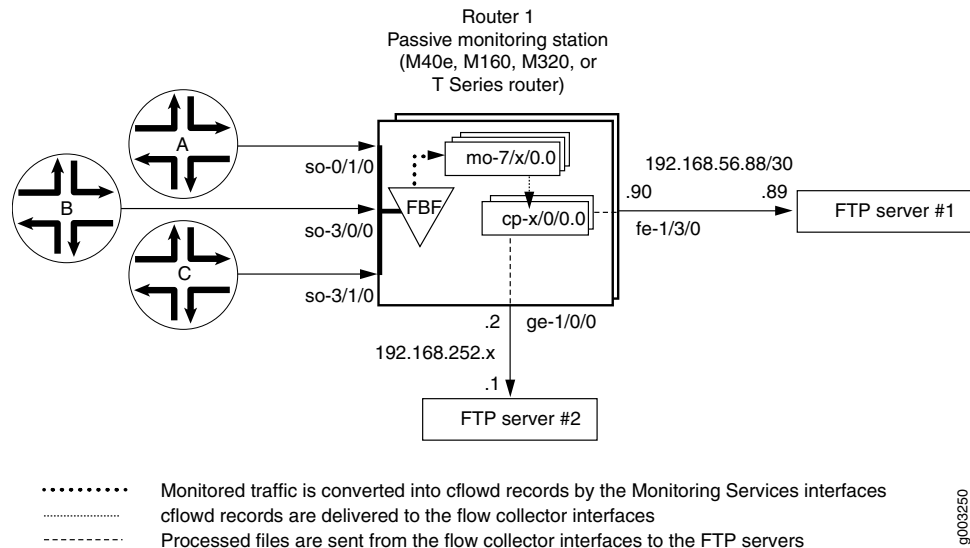 Router 1
Passive monitoring station
(M40e, M160, M320, or
T Series router)
A
so-0/1/0
B
so-3/0/0
C
so-3/1/0
FBF
mo-7/x/0.0
cp-x/0/0.0
192.168.56.88/30
.90
.89
fe-1/3/0
FTP server #1
.2
ge-1/0/0
192.168.252.x
.1
FTP server #2
Monitored traffic is converted into cflowd records by the Monitoring Services interfaces
cflowd records are delivered to the flow collector interfaces
Processed files are sent from the flow collector interfaces to the FTP servers
g003250